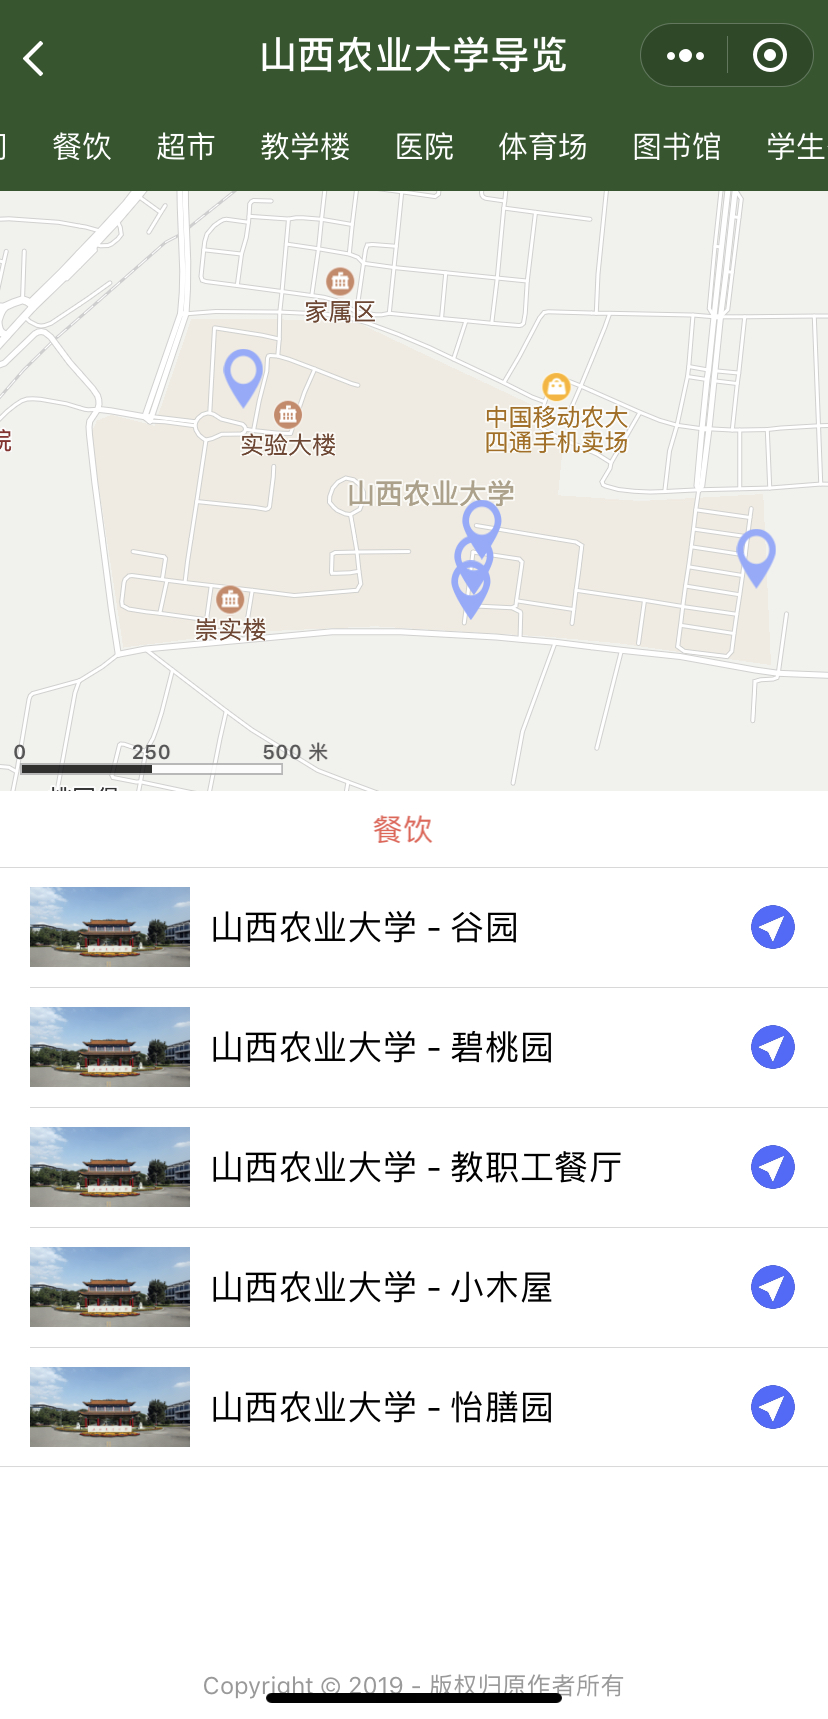 山西农业大学导览
餐饮 超市 教学楼 医院 体育场 图书馆 学生
家属区
中国移动农大
四通手机卖场
实验大楼
院
山西农业大学
崇实楼
0 250 500 米
餐饮
山西农业大学 - 谷园
山西农业大学 - 碧桃园
山西农业大学 - 教职工餐厅
山西农业大学 - 小木屋
山西农业大学 - 怡膳园
Copyright © 2019 - 版权归原作者所有